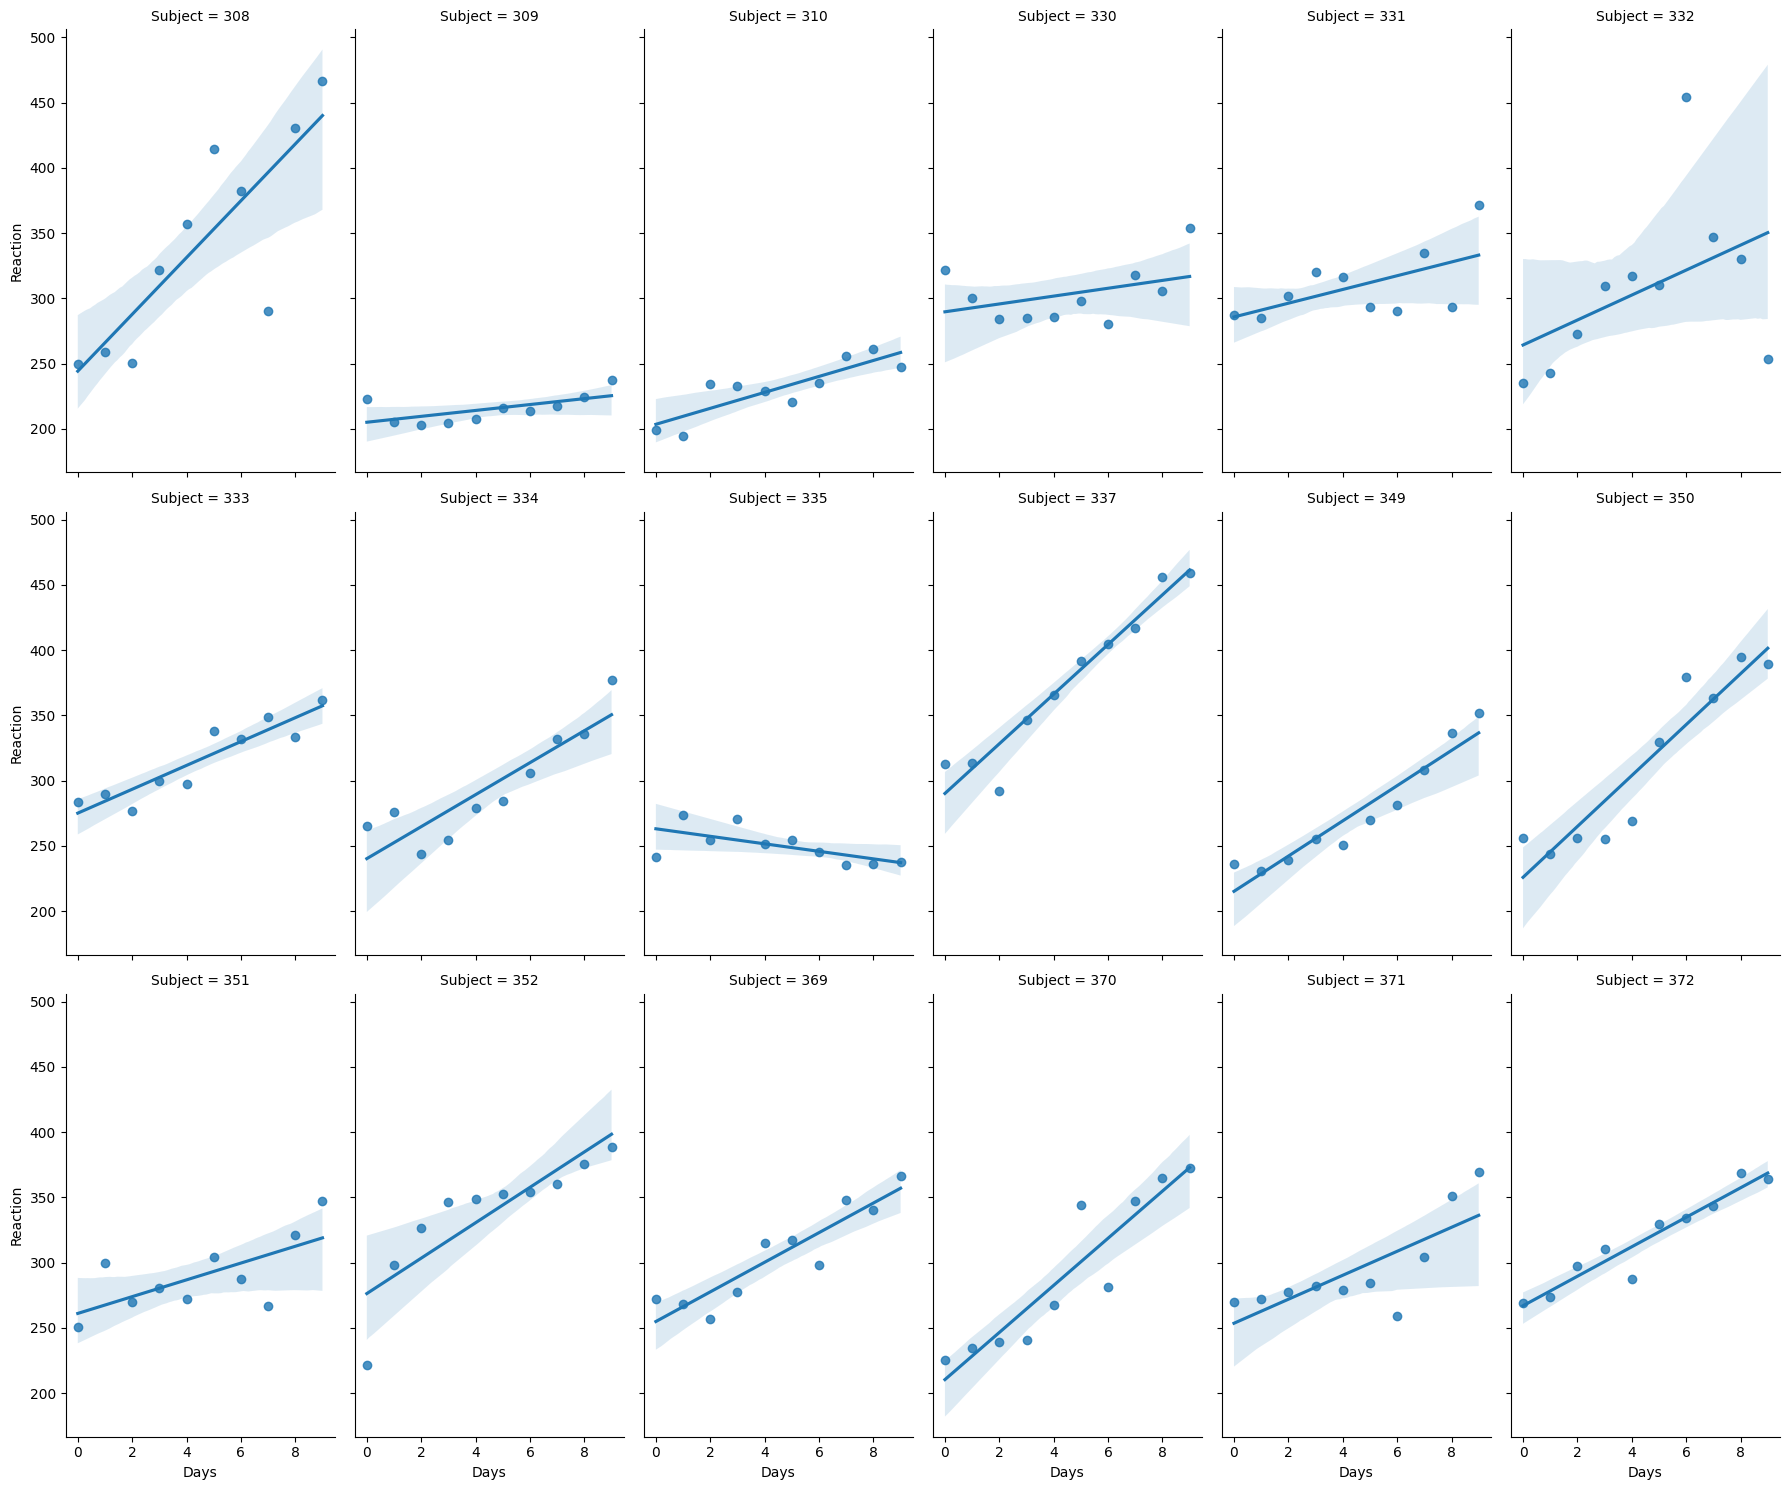 Subject = 308 Subject = 309 Subject = 310 Subject = 330 Subject = 331 Subject = 332
500
450
400
350
300
250
200
Reaction
Subject = 333 Subject = 334 Subject = 335 Subject = 337 Subject = 349 Subject = 350
500
450
400
350
300
250
200
Reaction
Subject = 351 Subject = 352 Subject = 369 Subject = 370 Subject = 371 Subject = 372
500
450
400
350
300
250
200
Reaction
0 2 4 6 8 0 2 4 6 8 0 2 4 6 8 0 2 4 6 8 0 2 4 6 8 0 2 4 6 8
Days Days Days Days Days Days